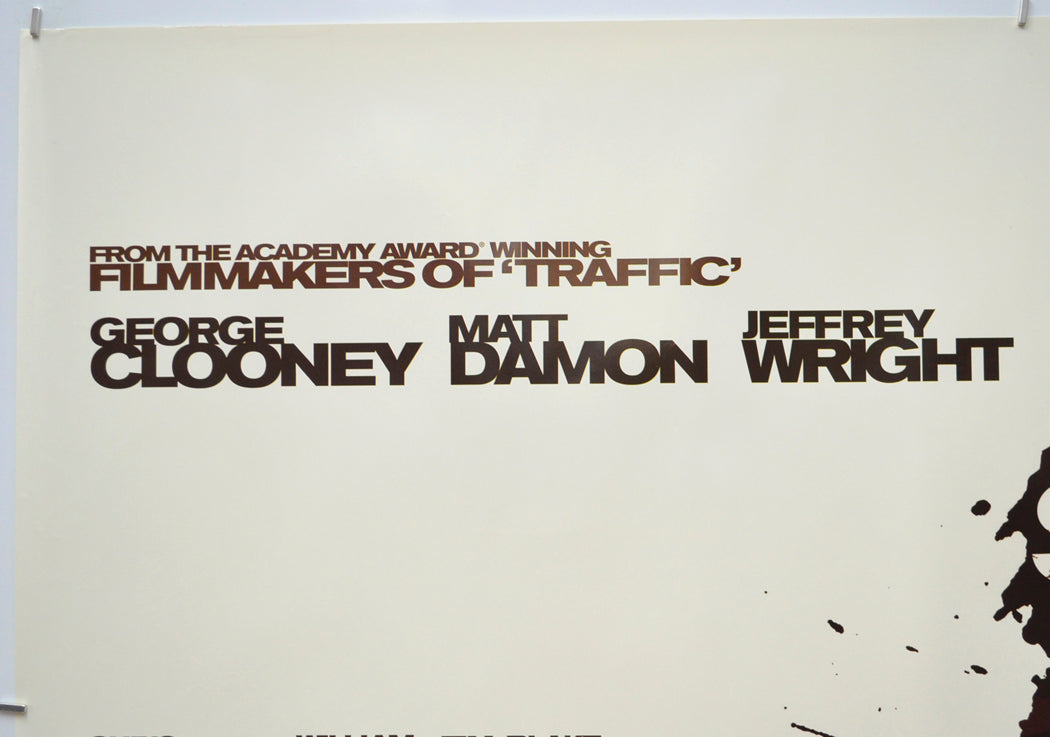 FROM THE ACADEMY AWARD® WINNING
FILMMAKERS OF ‘TRAFFIC’
GEORGE CLOONEY MATT DAMON JEFFREY WRIGHT